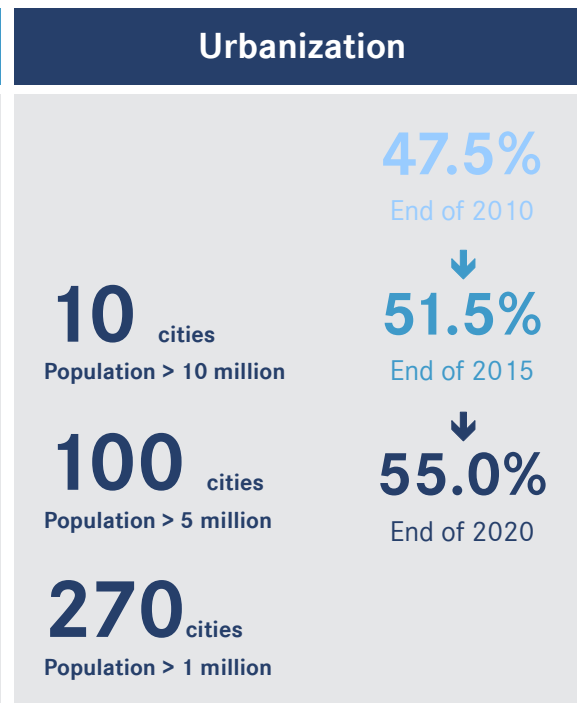 Urbanization
10 cities
Population > 10 million
100 cities
Population > 5 million
270 cities
Population > 1 million
47.5%
End of 2010
51.5%
End of 2015
55.0%
End of 2020